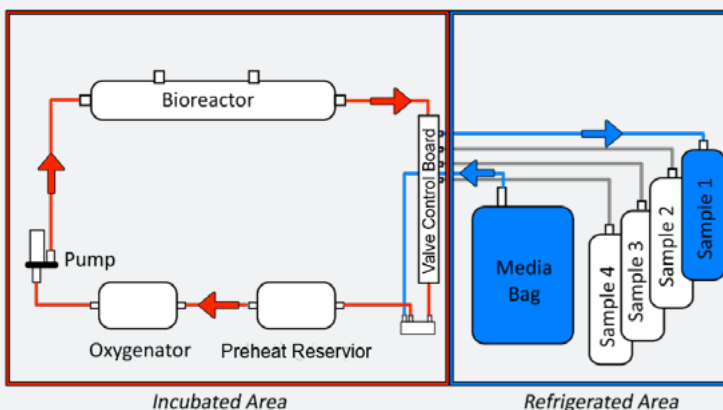 Bioreactor
Valve Control Board
Pump
Oxygenator
Preheat Reservior
Media
Bag
Sample 1
Sample 2
Sample 3
Sample 4
Incubated Area
Refrigerated Area